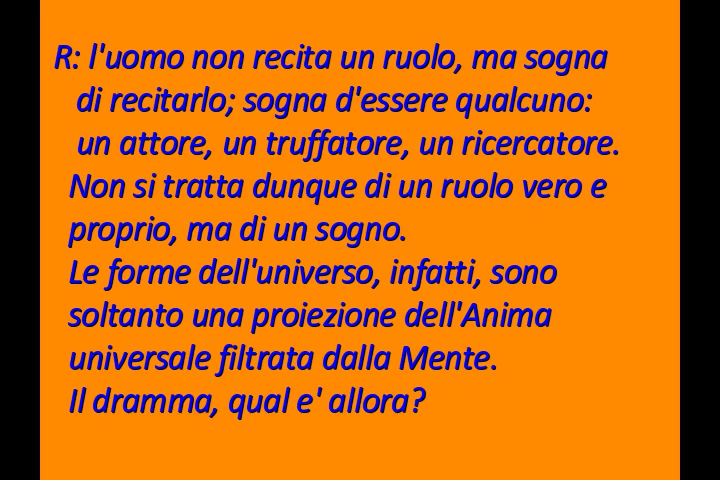 R: l'uomo non recita un ruolo, ma sogna
di recitarlo; sogna d'essere qualcuno:
un attore, un truffatore, un ricercatore.
Non si tratta dunque di un ruolo vero e
proprio, ma di un sogno.
Le forme dell'universo, infatti, sono
soltanto una proiezione dell'Anima
universale filtrata dalla Mente.
Il dramma, qual e' allora?